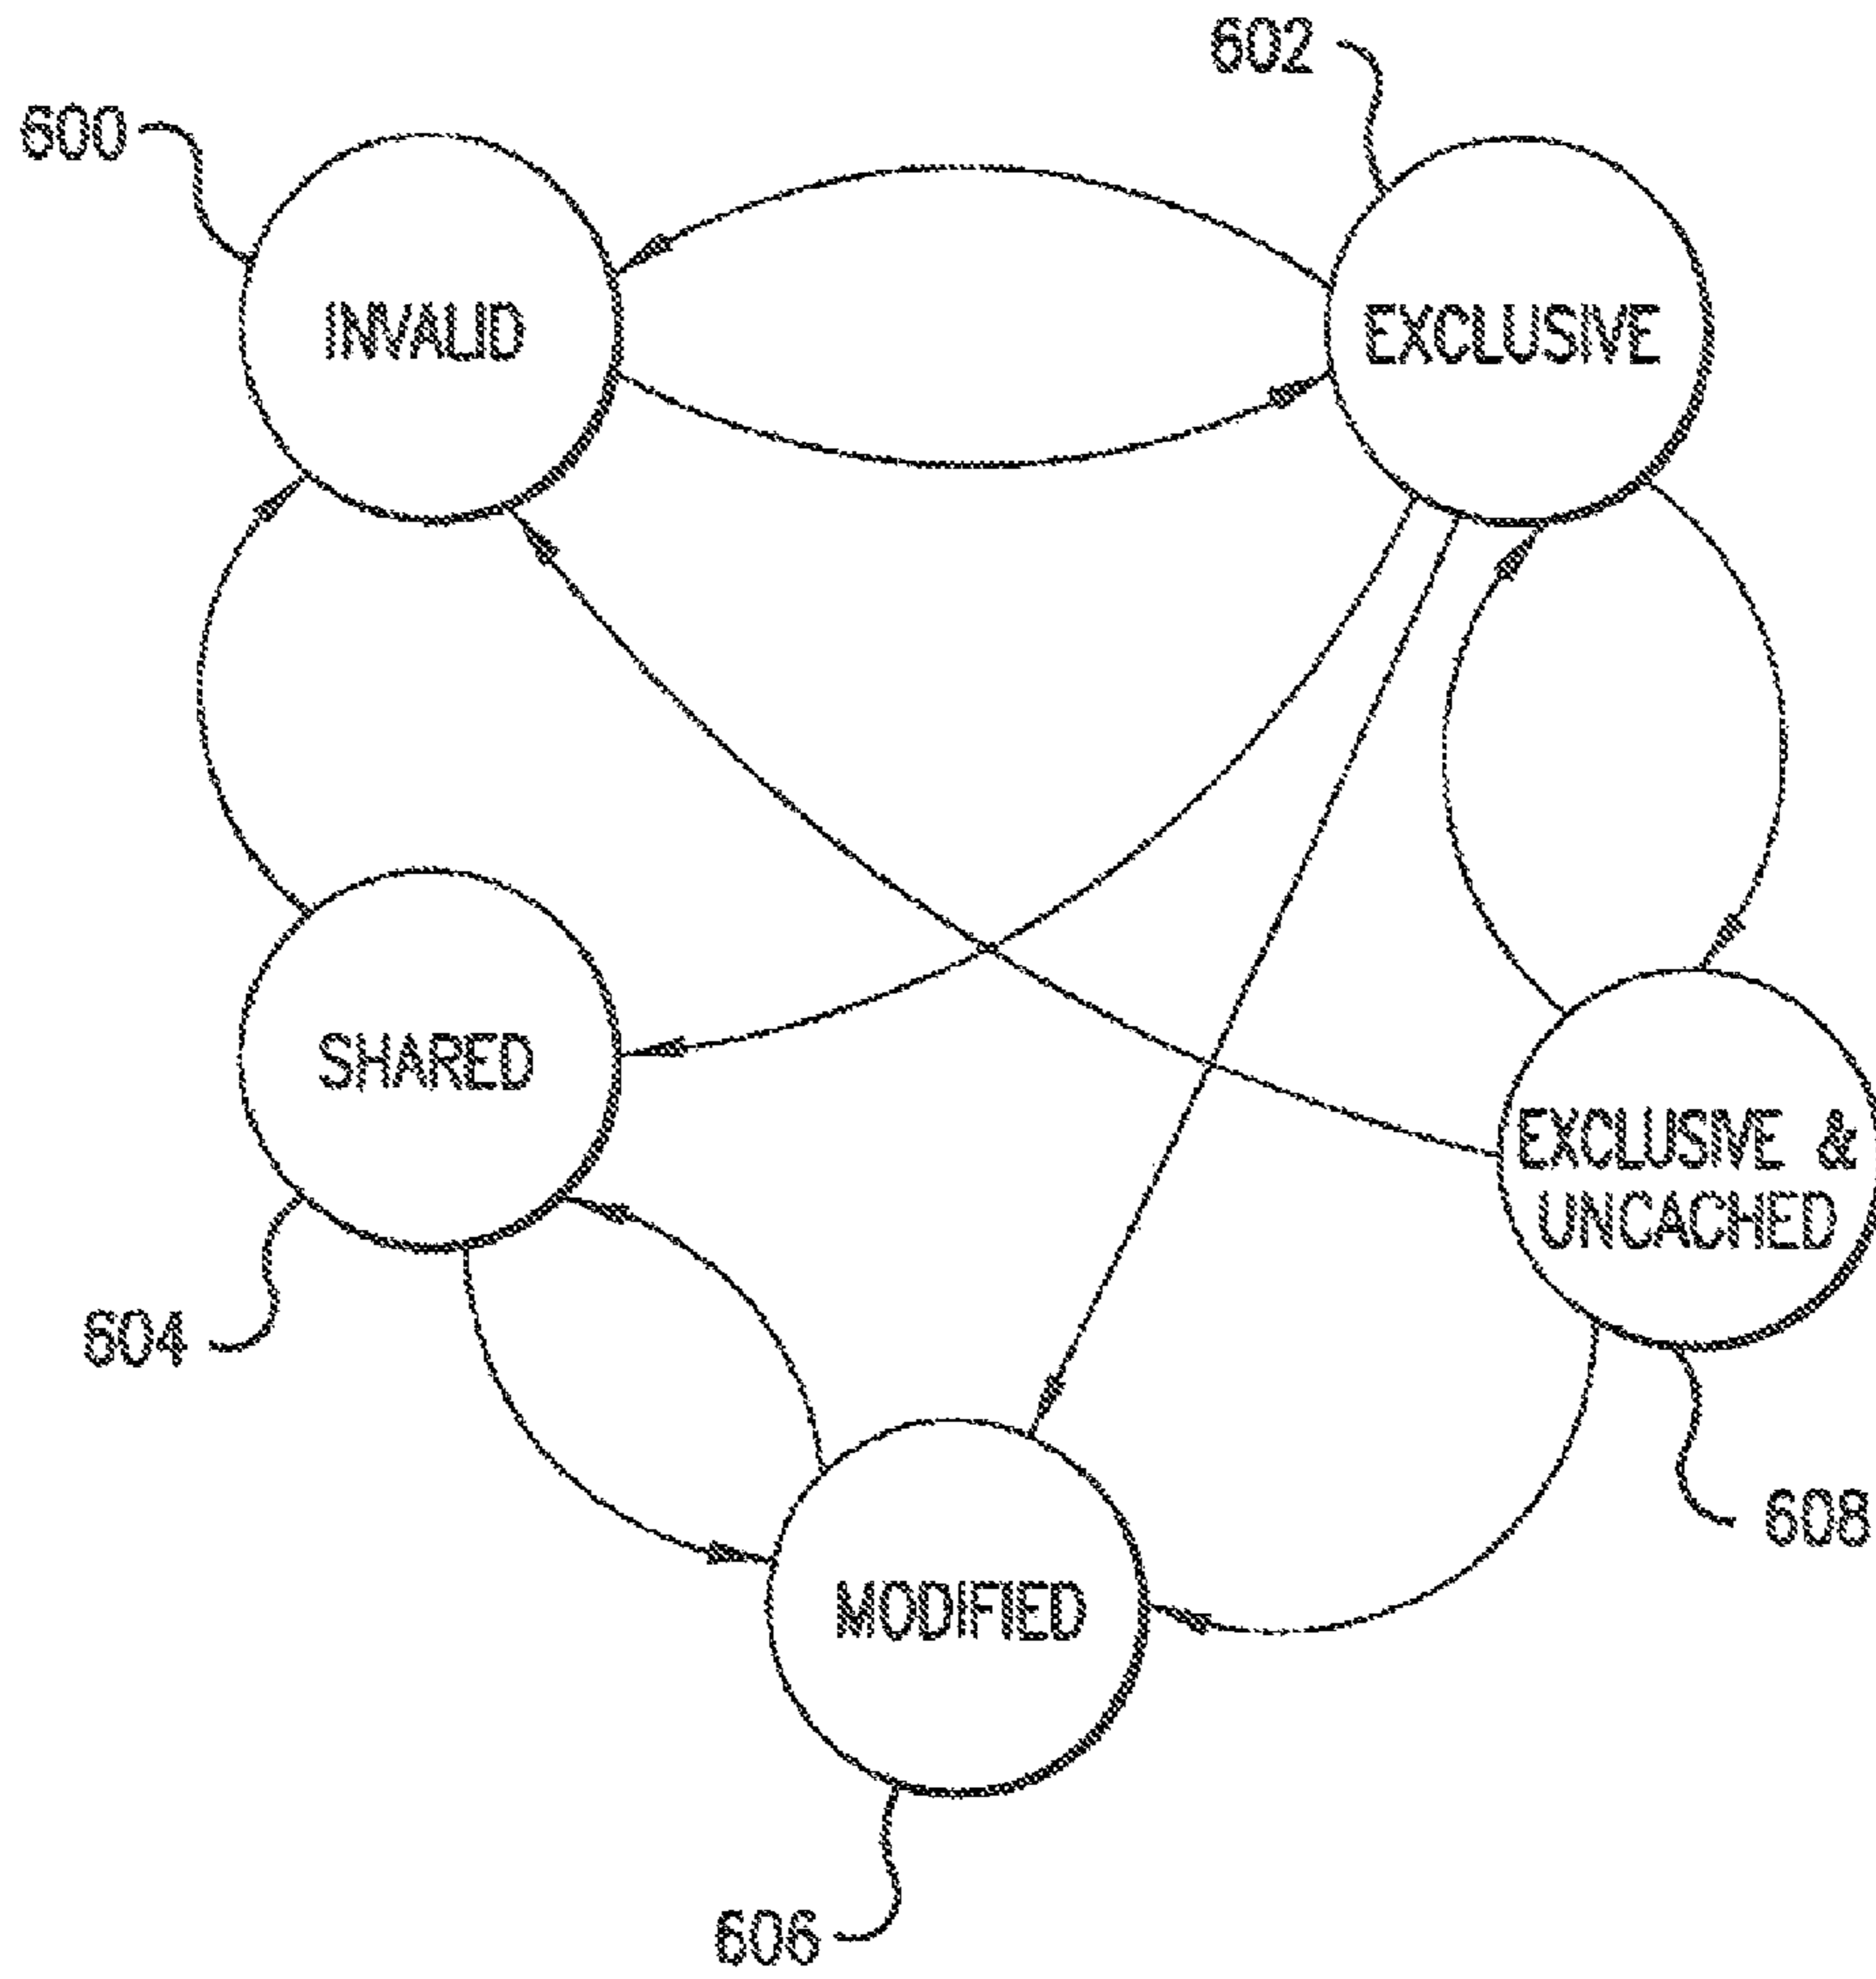 602
600
INVALID
EXCLUSIVE
SHARED
EXCLUSIVE &
UNCACHED
604
608
MODIFIED
606